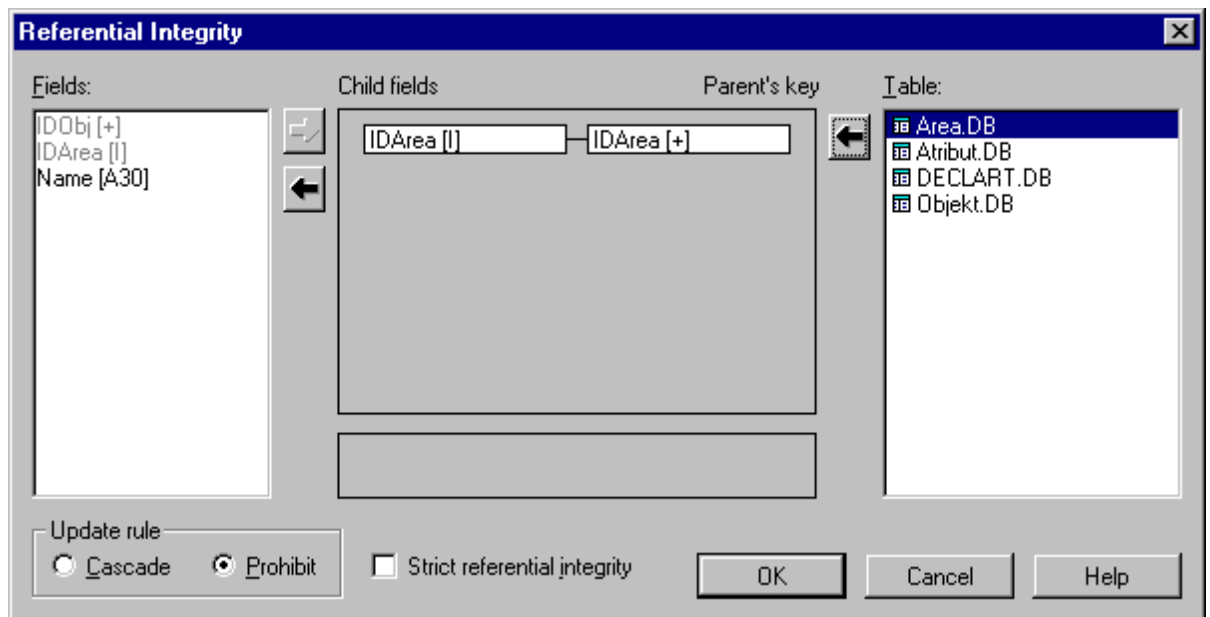 Referential Integrity
Fields:
Child fields
Parent's key
Table:
IDObj [+]
IDArea [I]
Name [A30]
IDArea [I]
IDArea [+]
Area.DB
Atribut.DB
DECLART.DB
Objekt.DB
Update rule
Cascade
Prohibit
Strict referential integrity
OK
Cancel
Help